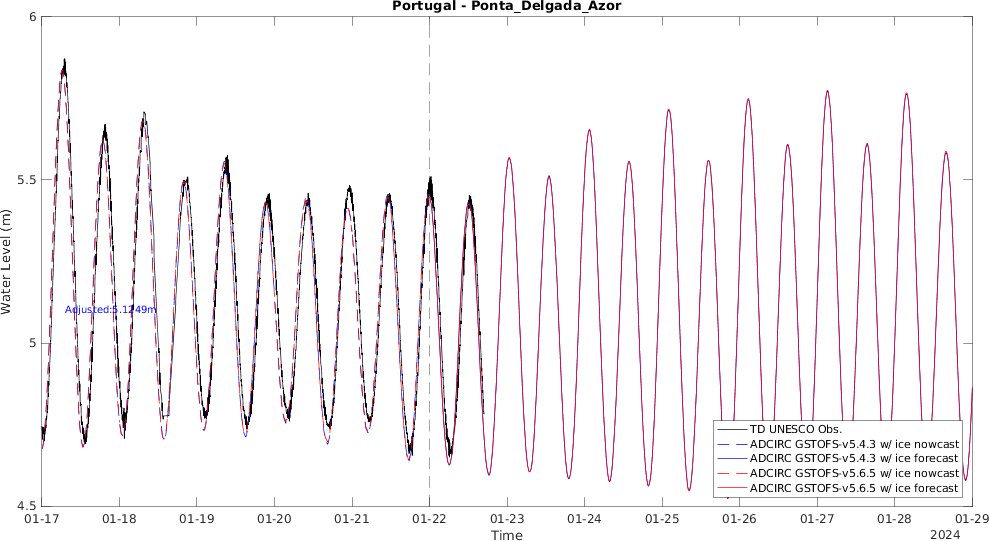 Portugal - Ponta_Delgada_Azor
Water Level (m)
6
5.5
5
4.5
Adjusted:5.1249m
TD UNESCO Obs.
ADCIRC GSTOFS-v5.4.3 w/ ice nowcast
ADCIRC GSTOFS-v5.4.3 w/ ice forecast
ADCIRC GSTOFS-v5.6.5 w/ ice nowcast
ADCIRC GSTOFS-v5.6.5 w/ ice forecast
01-17 01-18 01-19 01-20 01-21 01-22 01-23 01-24 01-25 01-26 01-27 01-28 01-29
Time
2024